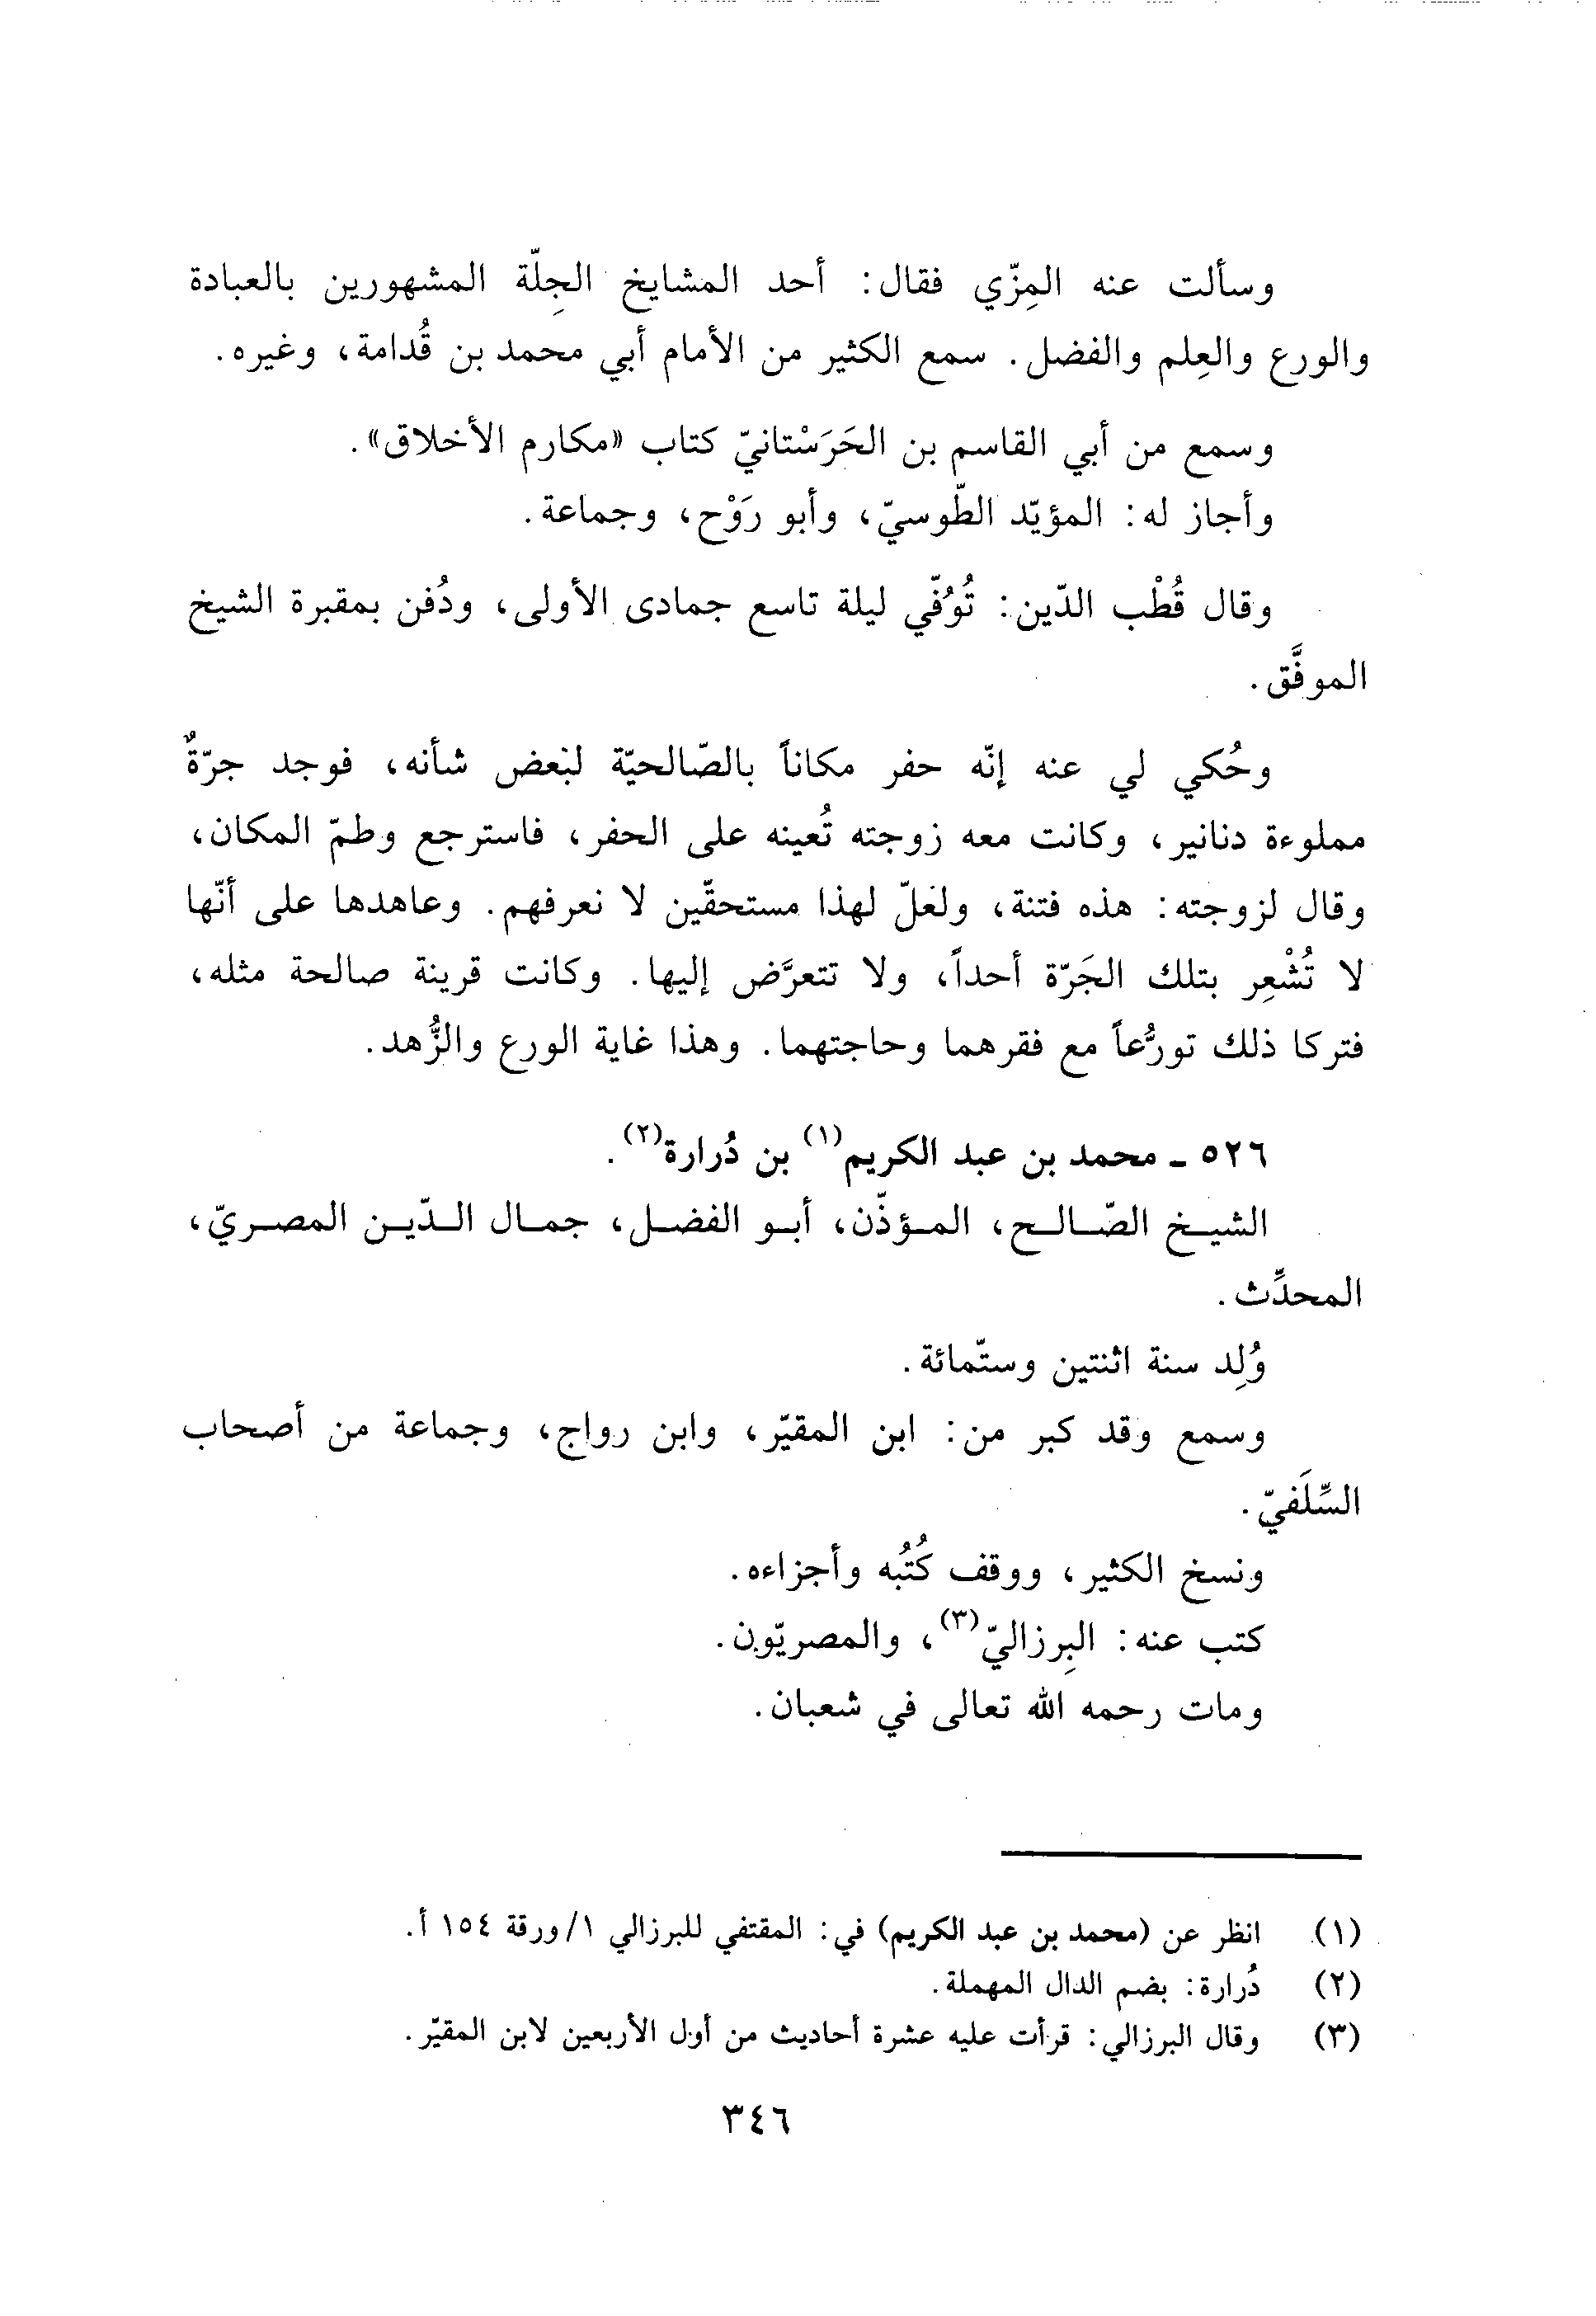 وسألت عنه المِزّي فقال: أحد المشايخ الجِلّة المشهورين بالعبادة
والورع والعِلم والفضل. سمع الكثير من الأمام أبي محمد بن قُدامة، وغيره.
وسمع من أبي القاسم بن الحَرَسْتانيّ كتاب «مكارم الأخلاق».
وأجاز له: المؤيّد الطّوسيّ، وأبو رَوْح، وجماعة.
وقال قُطْب الدّين: تُوُفّي ليلة تاسع جمادى الأولى، ودُفن بمقبرة الشيخ
الموفَّق.
وحُكي لي عنه إنّه حفر مكاناً بالصّالحيّة لبعض شأنه، فوجد جرّةٌ
مملوءة دنانير، وكانت معه زوجته تُعينه على الحفر، فاسترجع وطمّ المكان،
وقال لزوجته: هذه فتنة، ولعلّ لهذا مستحقّين لا نعرفهم. وعاهدها على أنّها
لا تُشْعِر بتلك الجَرّة أحداً، ولا تتعرَّض إليها. وكانت قرينة صالحة مثله،
فتركا ذلك تورُّعاً مع فقرهما وحاجتهما. وهذا غاية الورع والزُّهد.
٥٢٦ ـ محمد بن عبد الكريم(١) بن دُرارة(٢).
الشيخ الصّالح، المؤذّن، أبو الفضل، جمال الدّين المصريّ،
المحدِّث.
وُلِد سنة اثنتين وستّمائة.
وسمع وقد كبر من: ابن المقيّر، وابن رواج، وجماعة من أصحاب
السِّلَفيّ.
ونسخ الكثير، ووقف كُتُبه وأجزاءه.
كتب عنه: البِرزاليّ(٣)، والمصريّون.
ومات رحمه الله تعالى في شعبان.
(١) انظر عن (محمد بن عبد الكريم) في: المقتفي للبرزالي ١/ورقة ١٥٤ أ.
(٢) دُرارة: بضم الدال المهملة.
(٣) وقال البرزالي: قرأت عليه عشرة أحاديث من أول الأربعين لابن المقيّر.
٣٤٦